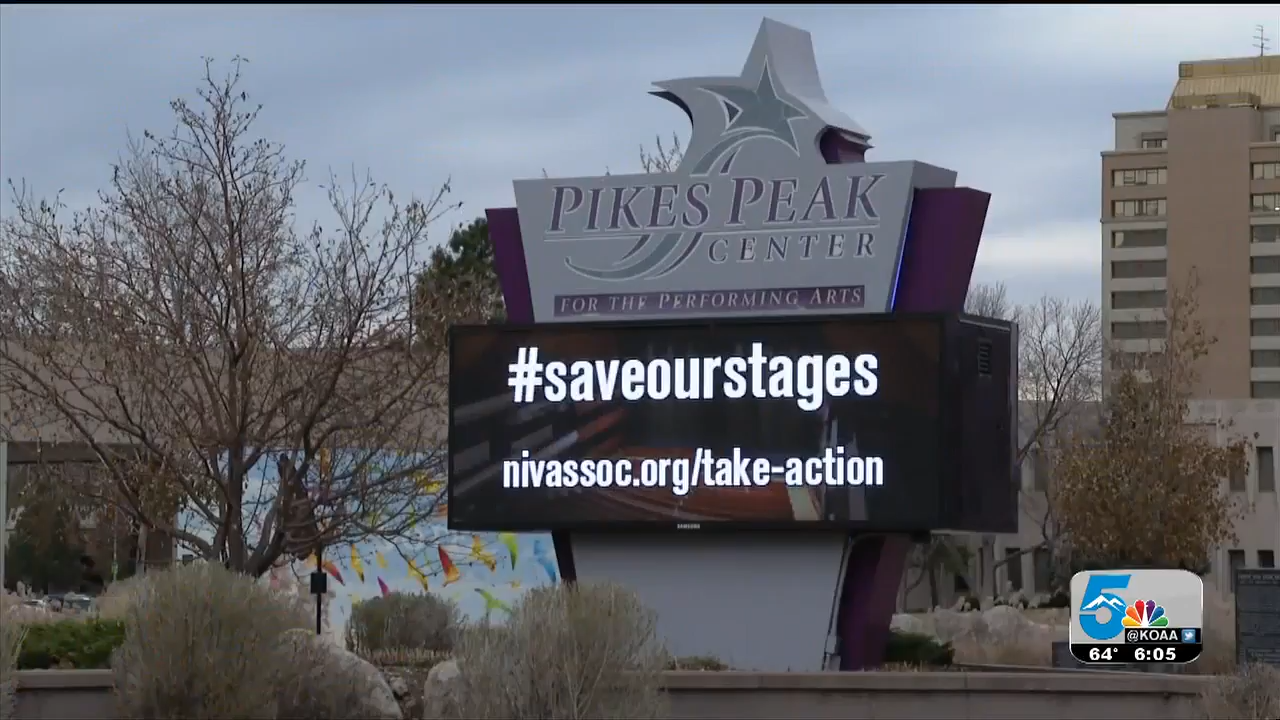 PIKES PEAK
CENTER
FOR THE PERFORMING ARTS
#saveourstages
nivassoc.org/take-action
SAMSUNG
5
@KOAA
64° 6:05